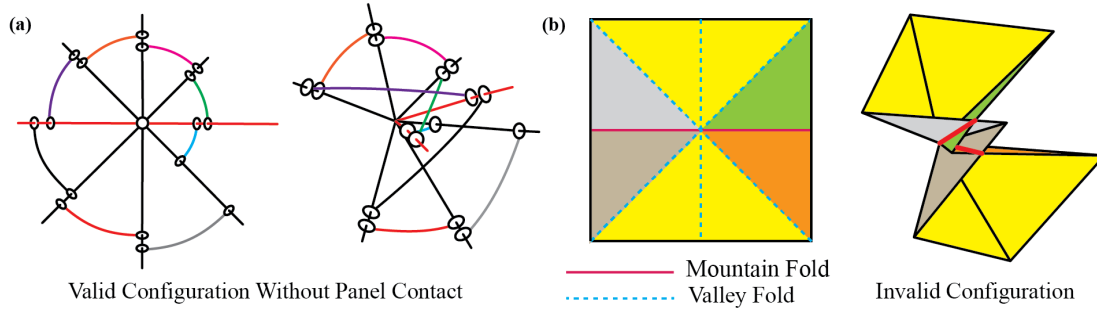 (a)
(b)
Mountain Fold
Valley Fold
Valid Configuration Without Panel Contact
Invalid Configuration